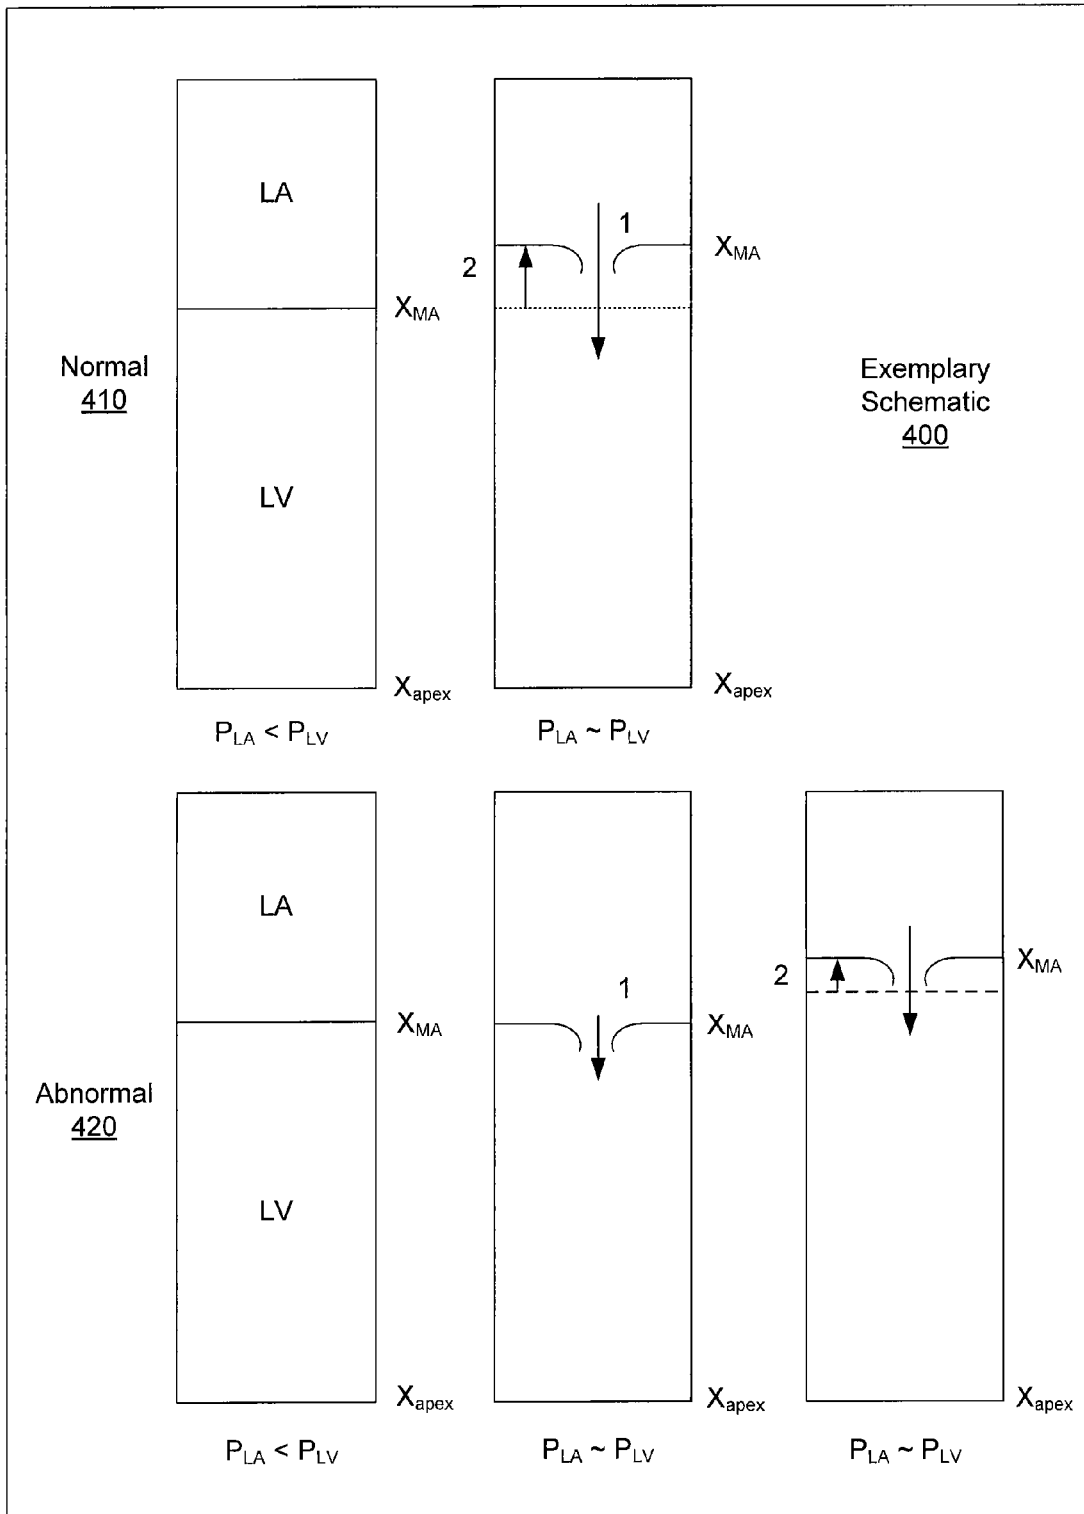 LA
1
X_MA
2
X_MA
Normal
410
Exemplary
Schematic
400
LV
X_apex
X_apex
P_LA < P_LV
P_LA ~ P_LV
LA
1
2
X_MA
X_MA
X_MA
Abnormal
420
LV
X_apex
X_apex
X_apex
P_LA < P_LV
P_LA ~ P_LV
P_LA ~ P_LV